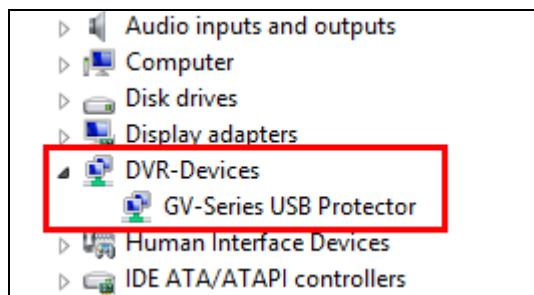 Audio inputs and outputs
Computer
Disk drives
Display adapters
DVR-Devices
GV-Series USB Protector
Human Interface Devices
IDE ATA/ATAPI controllers